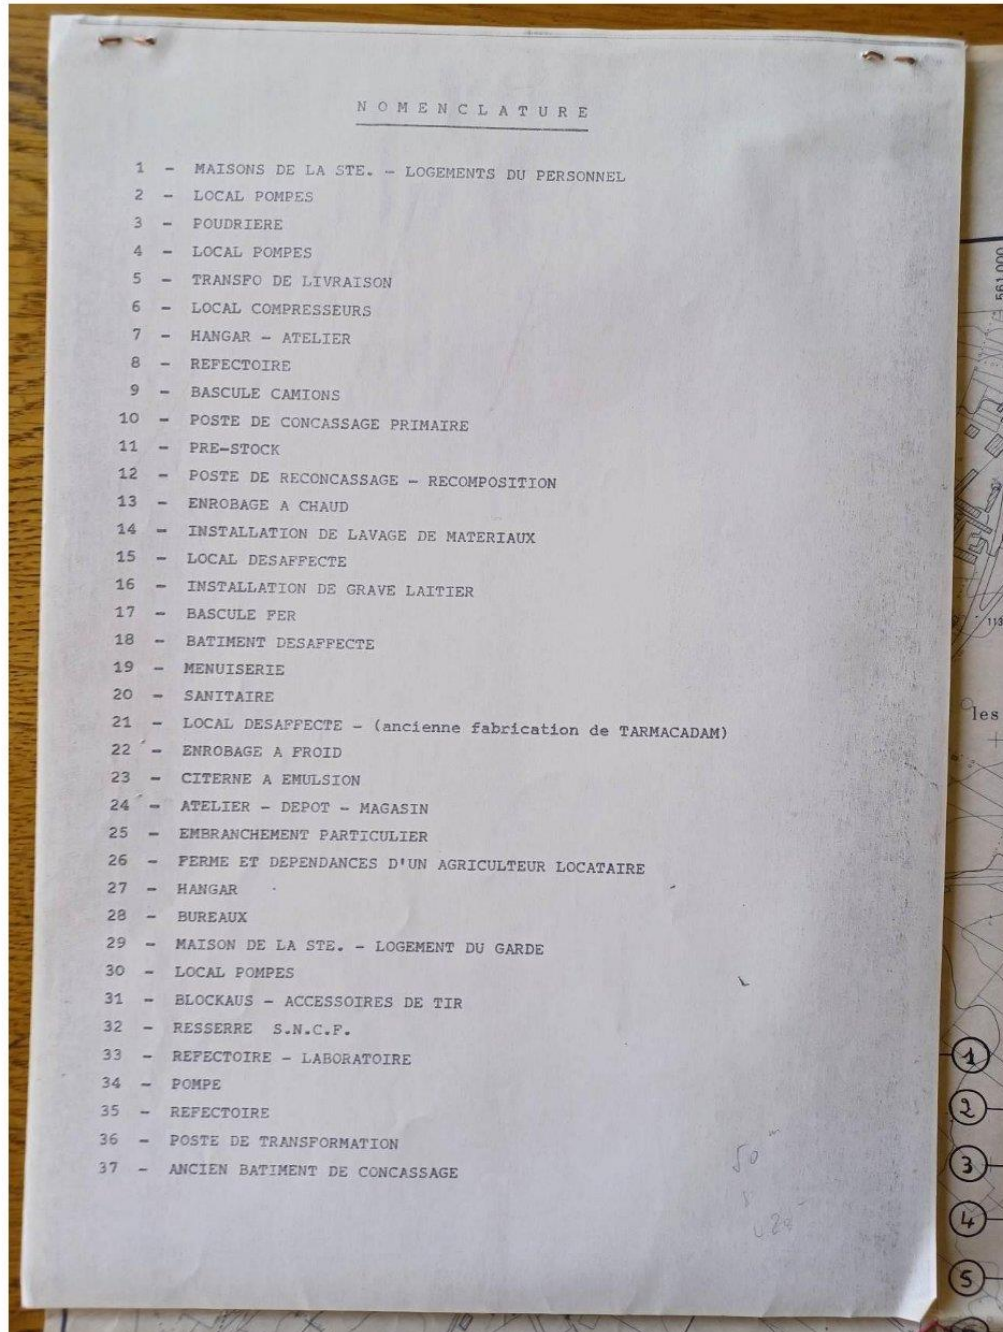 NOMENCLATURE
1 - MAISONS DE LA STE. - LOGEMENTS DU PERSONNEL
2 - LOCAL POMPES
3 - POUDRIERE
4 - LOCAL POMPES
5 - TRANSFO DE LIVRAISON
6 - LOCAL COMPRESSEURS
7 - HANGAR - ATELIER
8 - REFECTOIRE
9 - BASCULE CAMIONS
10 - POSTE DE CONCASSAGE PRIMAIRE
11 - PRE-STOCK
12 - POSTE DE RECONCASSAGE - RECOMPOSITION
13 - ENROBAGE A CHAUD
14 - INSTALLATION DE LAVAGE DE MATERIAUX
15 - LOCAL DESAFFECTE
16 - INSTALLATION DE GRAVE LAITIER
17 - BASCULE FER
18 - BATIMENT DESAFFECTE
19 - MENUISERIE
20 - SANITAIRE
21 - LOCAL DESAFFECTE - (ancienne fabrication de TARMACADAM)
22 - ENROBAGE A FROID
23 - CITERNE A EMULSION
24 - ATELIER - DEPOT - MAGASIN
25 - EMBRANCHEMENT PARTICULIER
26 - FERME ET DEPENDANCES D'UN AGRICULTEUR LOCATAIRE
27 - HANGAR
28 - BUREAUX
29 - MAISON DE LA STE. - LOGEMENT DU GARDE
30 - LOCAL POMPES
31 - BLOCKAUS - ACCESSOIRES DE TIR
32 - RESSERRE S.N.C.F.
33 - REFECTOIRE - LABORATOIRE
34 - POMPE
35 - REFECTOIRE
36 - POSTE DE TRANSFORMATION
37 - ANCIEN BATIMENT DE CONCASSAGE
50
561.000
113
les
1
2
3
4
5